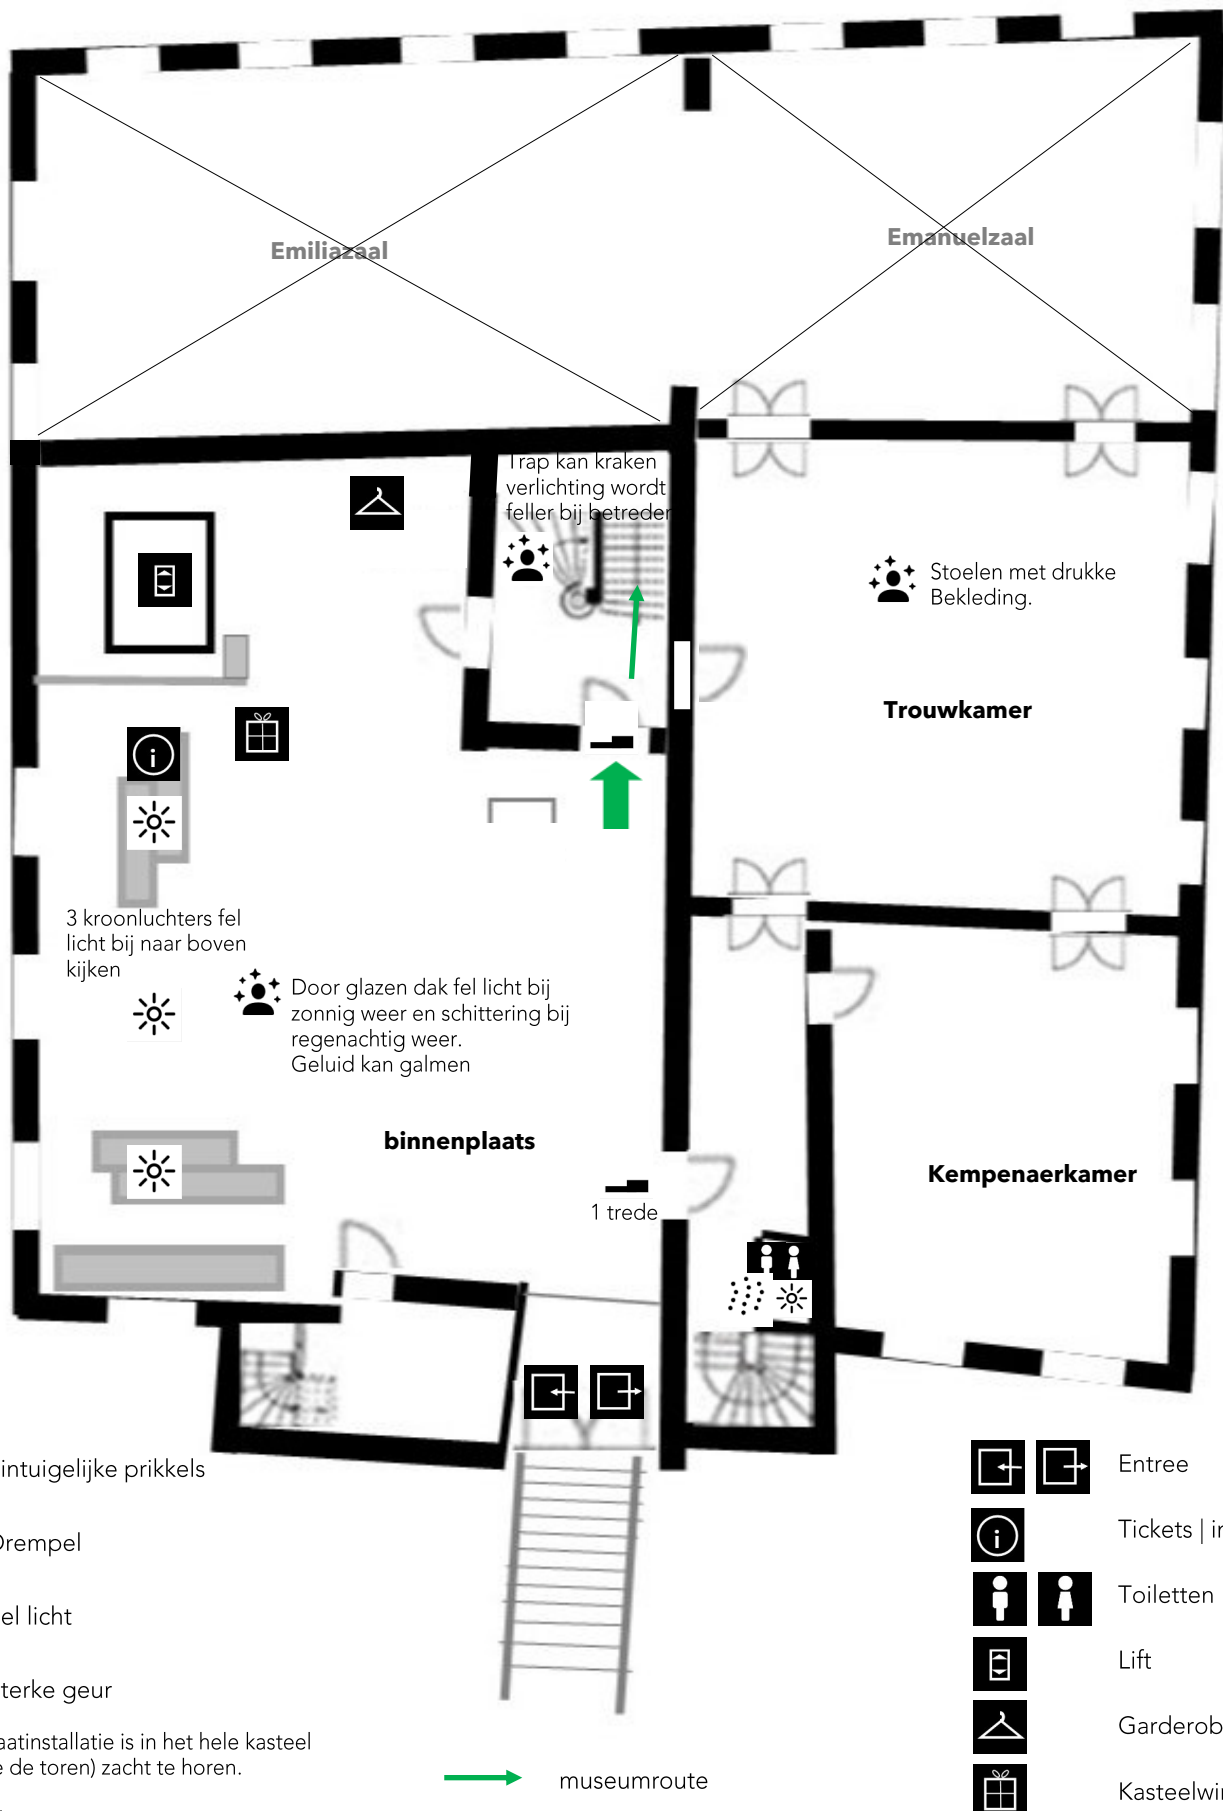 Emiliazaal
Emanuelzaal
Trap kan kraken
verlichting wordt
feller bij betreden
Stoelen met drukke
Bekleding.
Trouwkamer
3 kroonluchters fel
licht bij naar boven
kijken
Door glazen dak fel licht bij
zonnig weer en schittering bij
regenachtig weer.
Geluid kan galmen
binnenplaats
1 trede
Kempenaerkamer
intuigelijke prikkels
Drempel
el licht
terke geur
aatinstallatie is in het hele kasteel
e de toren) zacht te horen.
museumroute
Entree
Tickets | in
Toiletten
Lift
Garderob
Kasteelwin